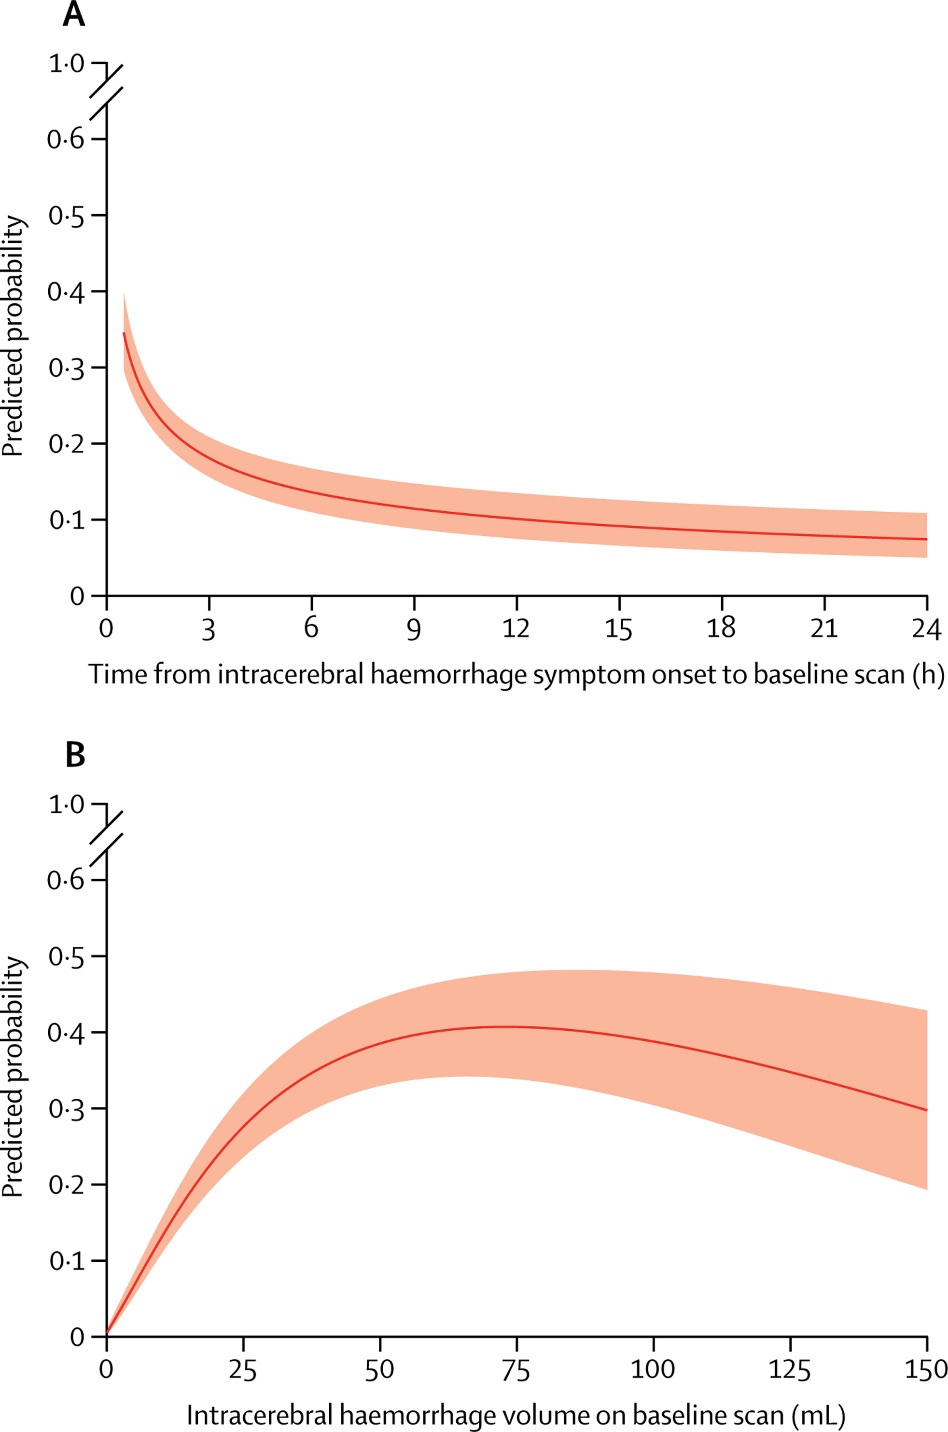 A
1·0
0·6
0·5
0·4
0·3
0·2
0·1
0
Predicted probability
0 3 6 9 12 15 18 21 24
Time from intracerebral haemorrhage symptom onset to baseline scan (h)
B
1·0
0·6
0·5
0·4
0·3
0·2
0·1
0
Predicted probability
0 25 50 75 100 125 150
Intracerebral haemorrhage volume on baseline scan (mL)